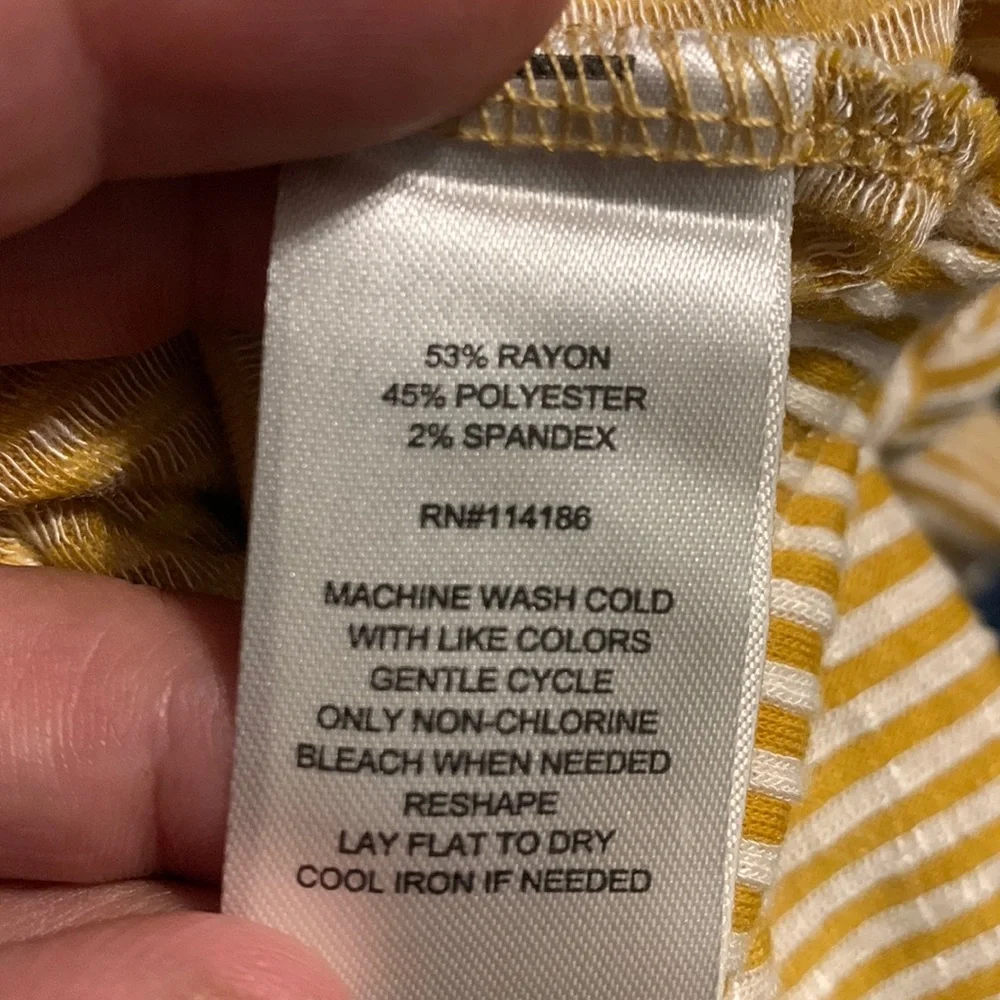 53% RAYON
45% POLYESTER
2% SPANDEX
RN#114186
MACHINE WASH COLD
WITH LIKE COLORS
GENTLE CYCLE
ONLY NON-CHLORINE
BLEACH WHEN NEEDED
RESHAPE
LAY FLAT TO DRY
COOL IRON IF NEEDED